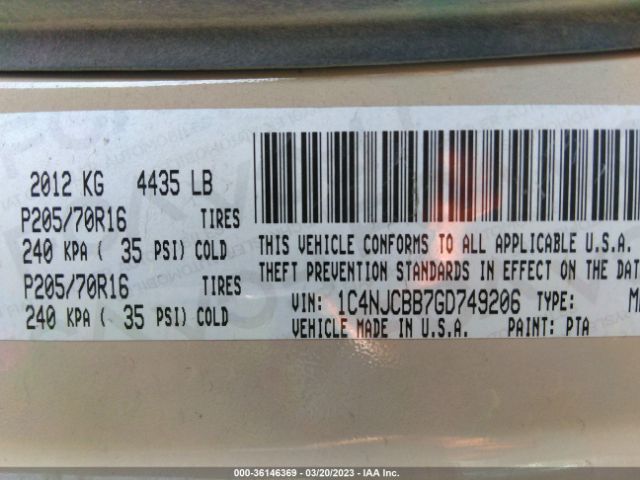 2012 KG 4435 LB
P205/70R16 TIRES
240 KPA ( 35 PSI) COLD
P205/70R16 TIRES
240 KPA ( 35 PSI) COLD
THIS VEHICLE CONFORMS TO ALL APPLICABLE U.S.A.
THEFT PREVENTION STANDARDS IN EFFECT ON THE DAT
VIN: 1C4NJCBB7GD749206 TYPE:
VEHICLE MADE IN U.S.A. PAINT: PTA
000-36146369 - 03/20/2023 - IAA Inc.